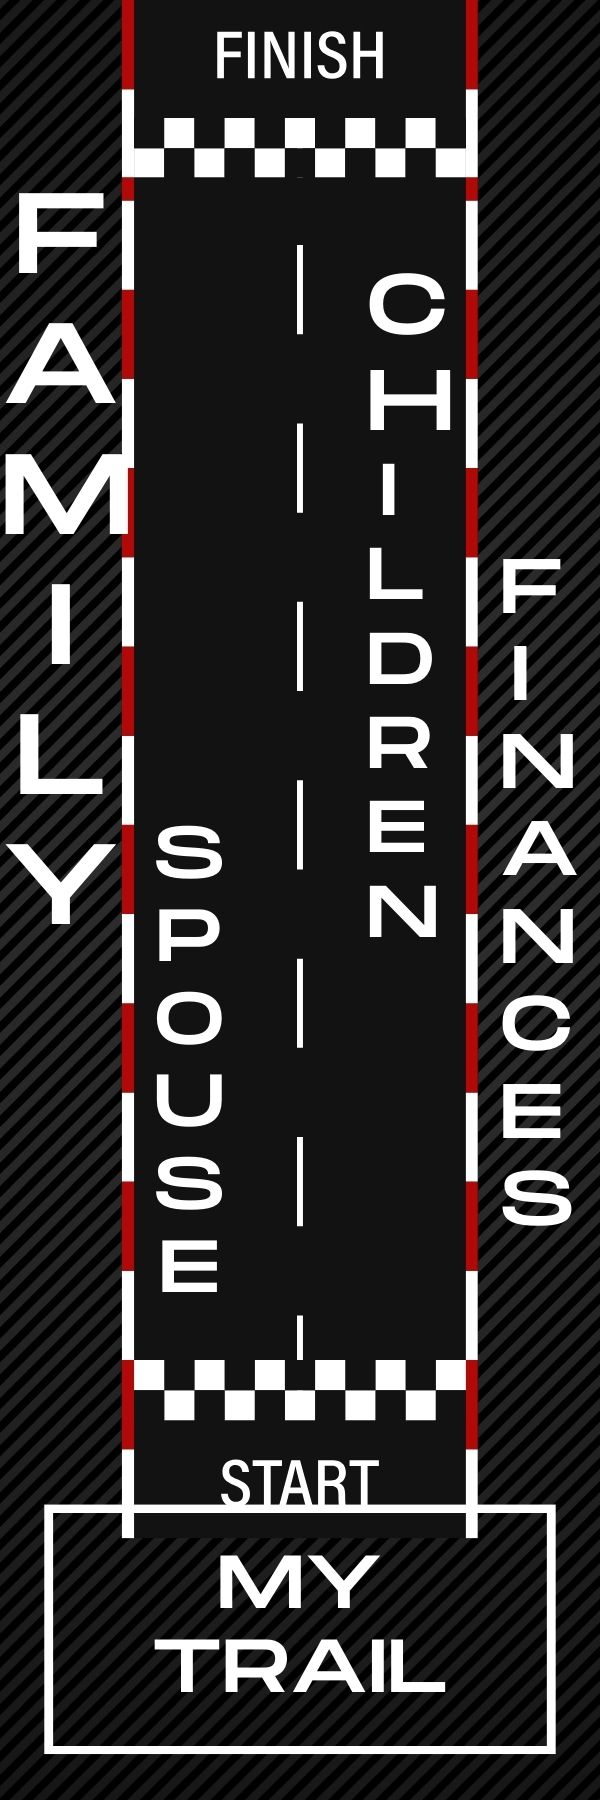 FINISH
FAMILY
CHILDREN
FINANCES
SPOUSE
START
MY
TRAIL